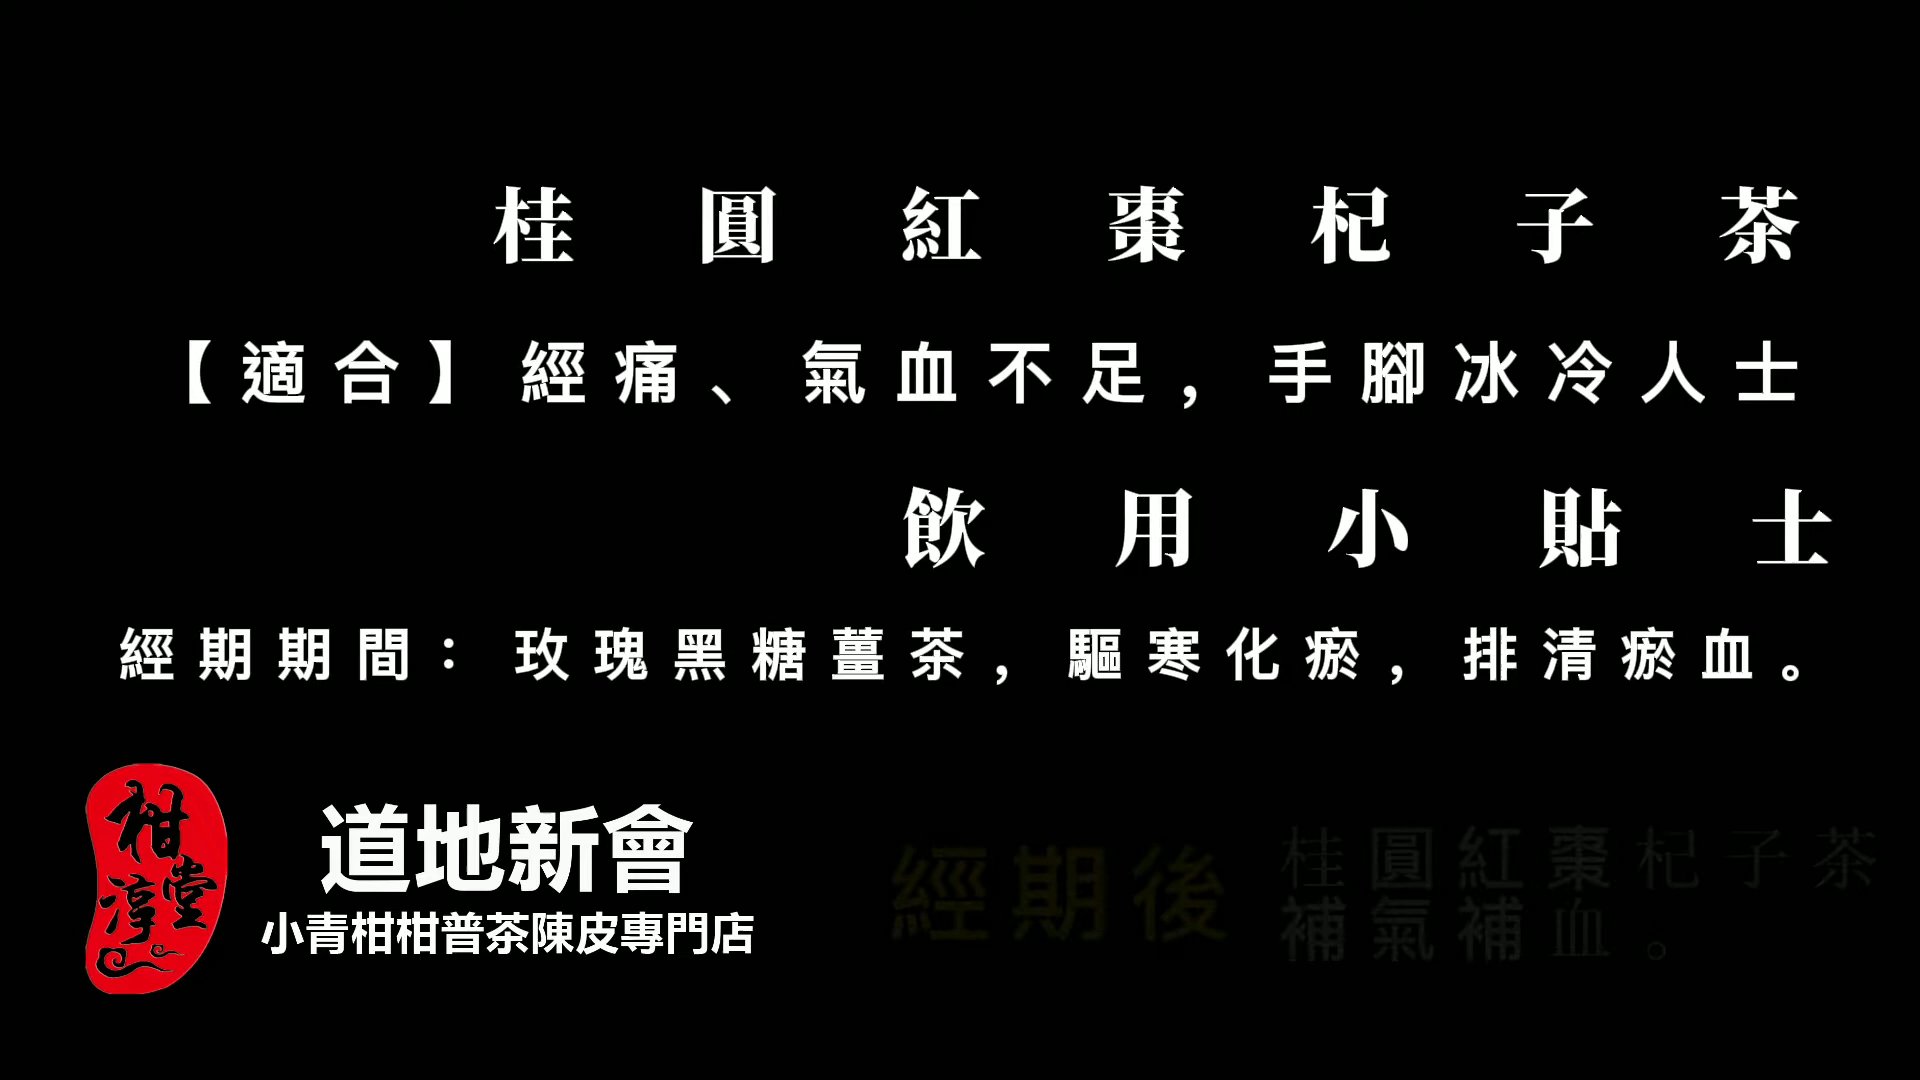 桂圓紅棗杞子茶
【適合】經痛、氣血不足，手腳冰冷人士
飲用小貼士
經期期間：玫瑰黑糖薑茶，驅寒化瘀，排清瘀血。
柑淳堂
道地新會
小青柑柑普茶陳皮專門店
經期後
桂圓紅棗杞子茶
補氣補血。